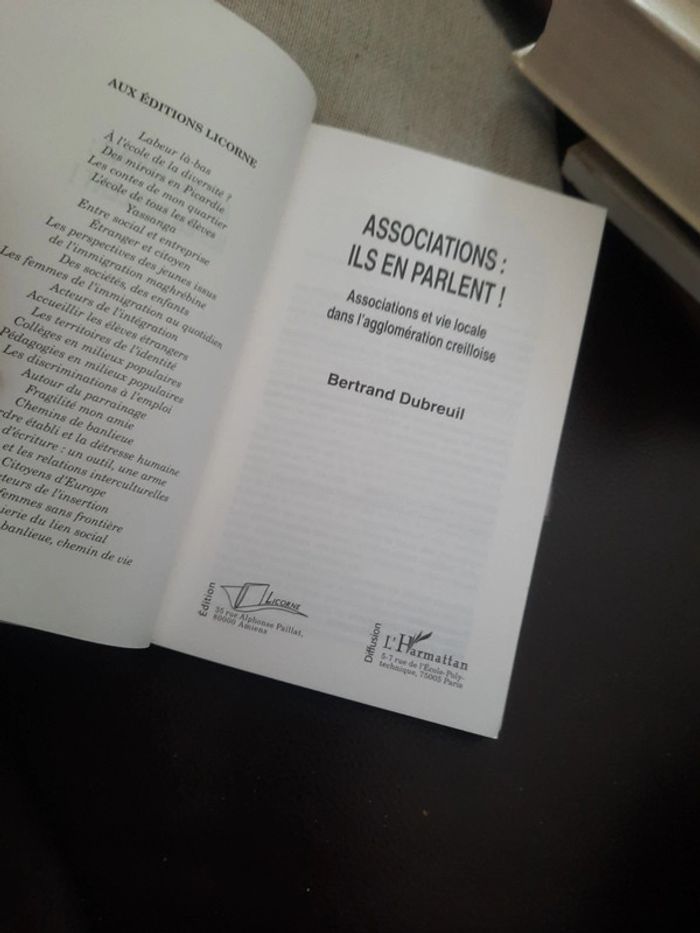 AUX ÉDITIONS LICORNE
Labeur là-bas
À l'école de la diversité ?
Des miroirs en Picardie
Les contes de mon quartier
L'école de tous les élèves
Yassanga
Entre social et entreprise
Étranger et citoyen
Les perspectives des jeunes issus
de l'immigration maghrébine
Des sociétés, des enfants
Les femmes de l'immigration au quotidien
Acteurs de l'intégration
Accueillir les élèves étrangers
Les territoires de l'identité
Collèges en milieux populaires
Pédagogies en milieux populaires
Les discriminations à l'emploi
Autour du parrainage
Fragilité mon amie
Chemins de banlieue
établi et la détresse humaine
d'écriture : un outil, une arme
et les relations interculturelles
Citoyens d'Europe
de l'insertion
femmes sans frontière
du lien social
banlieue, chemin de vie
ASSOCIATIONS :
ILS EN PARLENT !
Associations et vie locale
dans l'agglomération creilloise
Bertrand Dubreuil
Édition
LICORNE
35 rue Alphonse Paillat,
80000 Amiens
Diffusion
L'Harmattan
5-7 rue de l'École-Poly-
technique, 75005 Paris